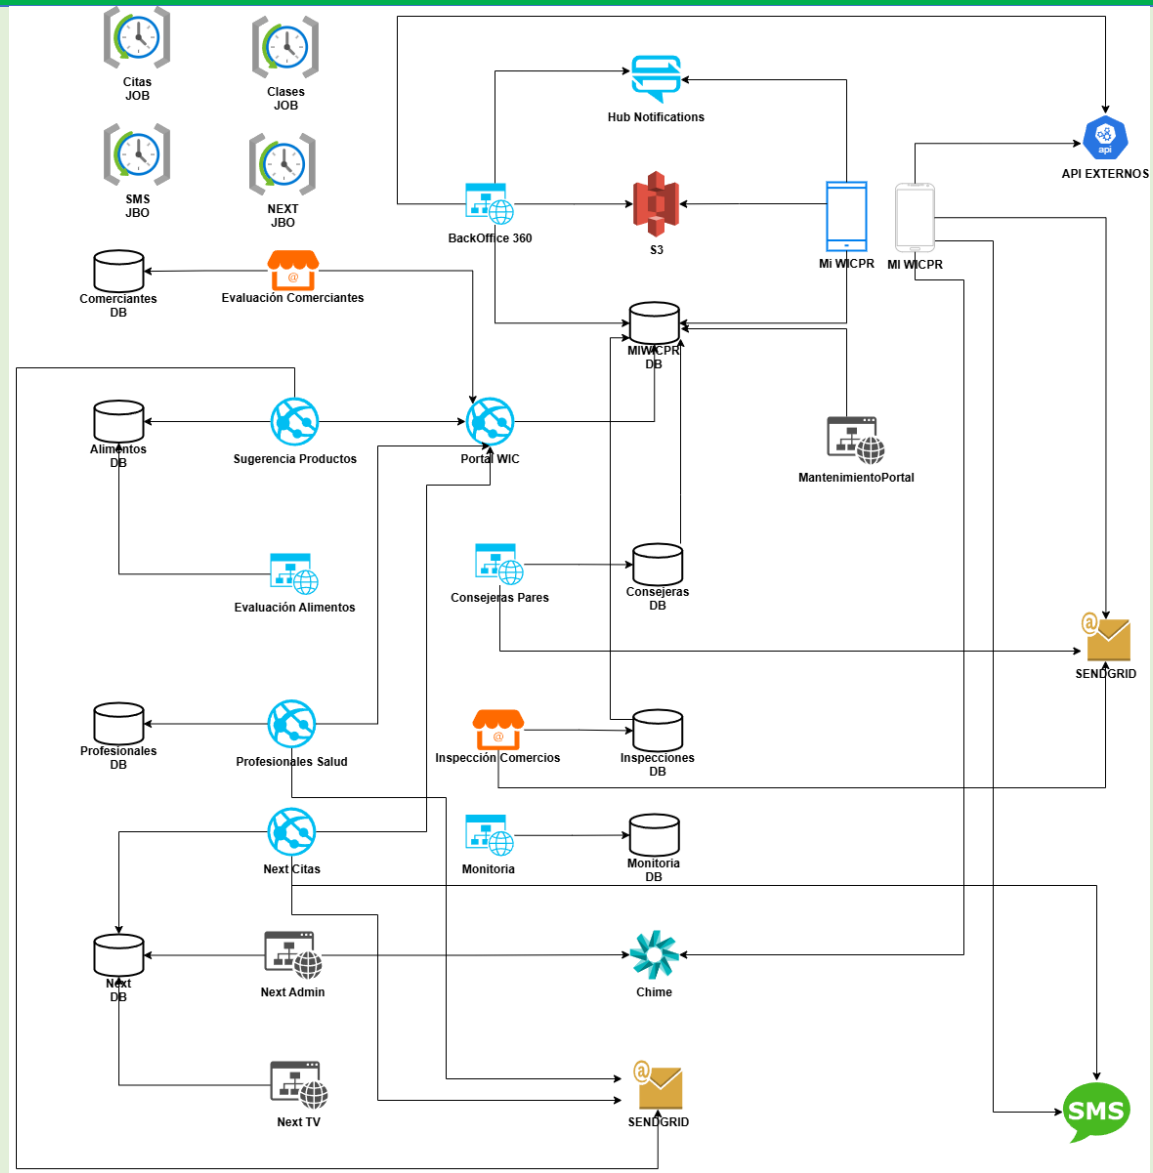 Citas
JOB
Clases
JOB
Hub Notifications
api
API EXTERNOS
SMS
JBO
NEXT
JBO
BackOffice 360
S3
Mi WICPR
MI WICPR
Comerciantes
DB
@
Evaluación Comerciantes
MIWICPR
DB
Alimentos
DB
Sugerencia Productos
Portal WIC
MantenimientoPortal
Evaluación Alimentos
Consejeras Pares
Consejeras
DB
@
SENDGRID
Profesionales
DB
Profesionales Salud
@
Inspección Comercios
Inspecciones
DB
Next Citas
Monitoria
Monitoria
DB
Next
DB
Next Admin
Chime
Next TV
@
SENDGRID
SMS